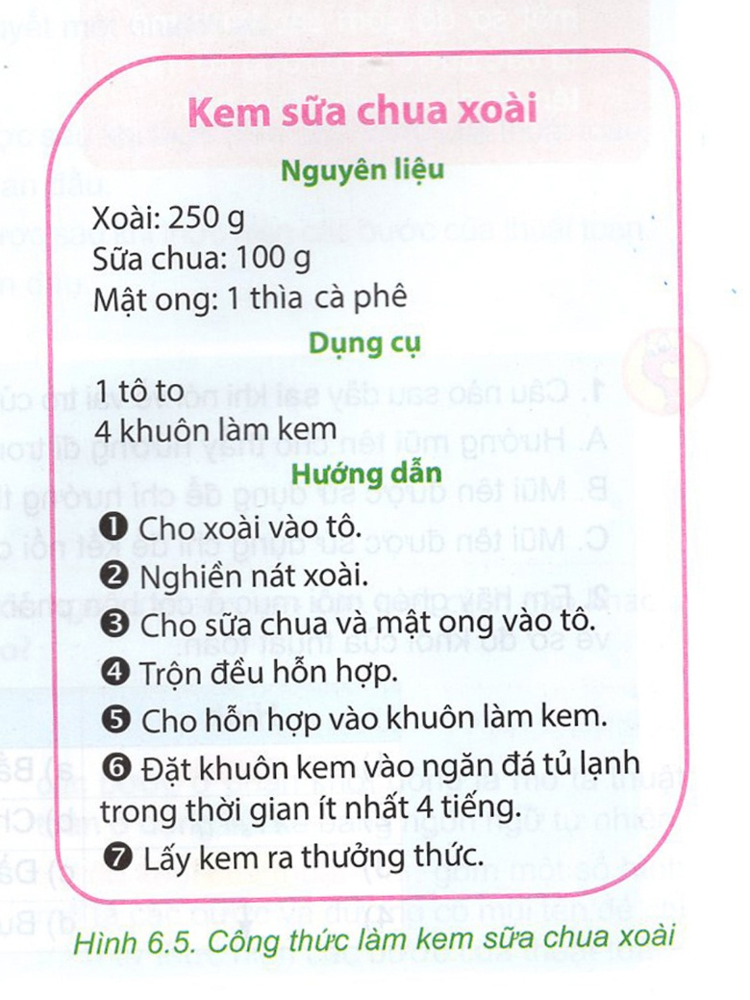 Kem sữa chua xoài
Nguyên liệu
Xoài: 250 g
Sữa chua: 100 g
Mật ong: 1 thìa cà phê
Dụng cụ
1 tô to
4 khuôn làm kem
Hướng dẫn
❶ Cho xoài vào tô.
❷ Nghiền nát xoài.
❸ Cho sữa chua và mật ong vào tô.
❹ Trộn đều hỗn hợp.
❺ Cho hỗn hợp vào khuôn làm kem.
❻ Đặt khuôn kem vào ngăn đá tủ lạnh
trong thời gian ít nhất 4 tiếng.
❼ Lấy kem ra thưởng thức.
Hình 6.5. Công thức làm kem sữa chua xoài